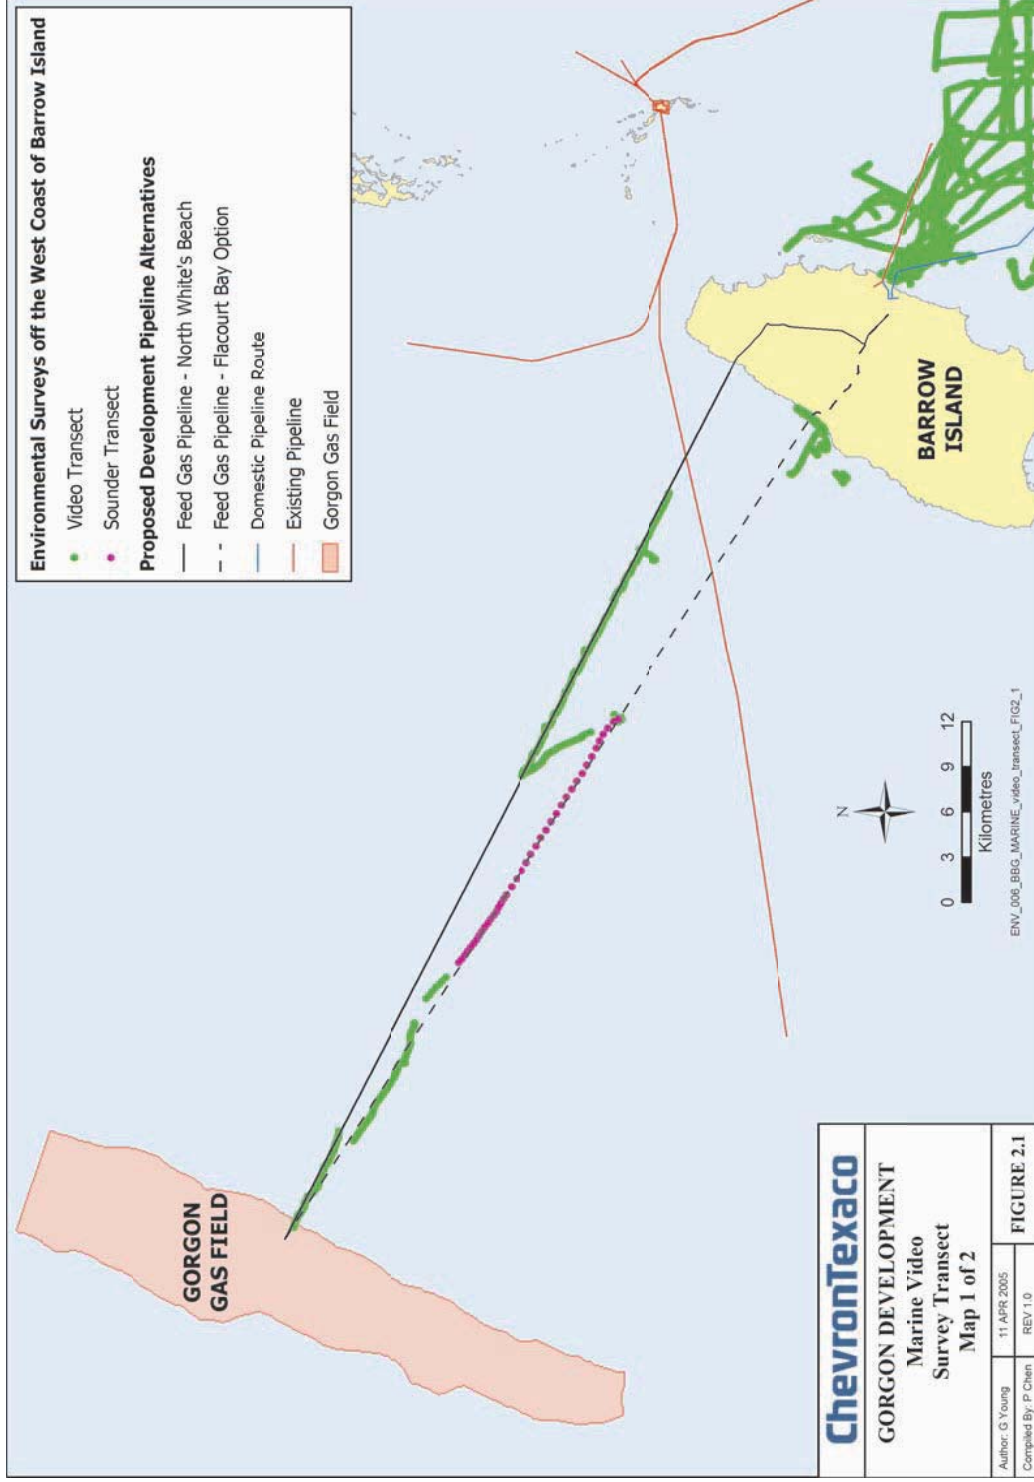 Environmental Surveys off the West Coast of Barrow Island
Video Transect
Sounder Transect
Proposed Development Pipeline Alternatives
Feed Gas Pipeline - North White's Beach
Feed Gas Pipeline - Flacourt Bay Option
Domestic Pipeline Route
Existing Pipeline
Gorgon Gas Field
GORGON
GAS FIELD
BARROW
ISLAND
N
0 3 6 9 12
Kilometres
ENV_006_BBG_MARINE_video_transect_FIG2_1
ChevronTexaco
GORGON DEVELOPMENT
Marine Video
Survey Transect
Map 1 of 2
Author: G Young
11 APR 2005
FIGURE 2.1
Compiled By: P Chen
REV 1.0